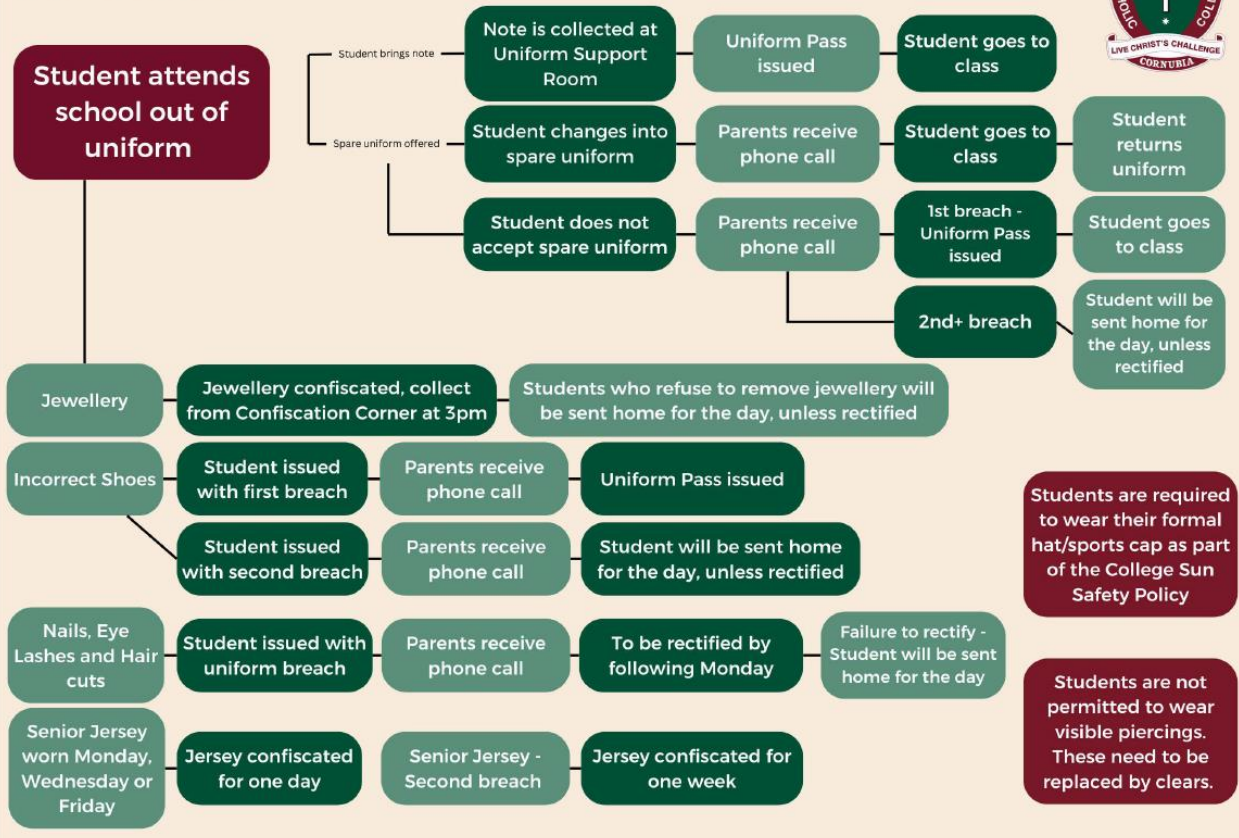 Student attends
school out of
uniform
Student brings note
Note is collected at
Uniform Support
Room
Uniform Pass
issued
Student goes to
class
Spare uniform offered
Student changes into
spare uniform
Parents receive
phone call
Student goes to
class
Student
returns
uniform
Student does not
accept spare uniform
Parents receive
phone call
1st breach -
Uniform Pass
issued
Student goes
to class
2nd+ breach
Student will be
sent home for
the day, unless
rectified
LIVE CHRIST'S CHALLENGE
CORNUBIA
Jewellery
Jewellery confiscated, collect
from Confiscation Corner at 3pm
Students who refuse to remove jewellery will
be sent home for the day, unless rectified
Incorrect Shoes
Student issued
with first breach
Parents receive
phone call
Uniform Pass issued
Student issued
with second breach
Parents receive
phone call
Student will be sent home
for the day, unless rectified
Nails, Eye
Lashes and Hair
cuts
Student issued with
uniform breach
Parents receive
phone call
To be rectified by
following Monday
Failure to rectify -
Student will be sent
home for the day
Senior Jersey
worn Monday,
Wednesday or
Friday
Jersey confiscated
for one day
Senior Jersey -
Second breach
Jersey confiscated for
one week
Students are required
to wear their formal
hat/sports cap as part
of the College Sun
Safety Policy
Students are not
permitted to wear
visible piercings.
These need to be
replaced by clears.